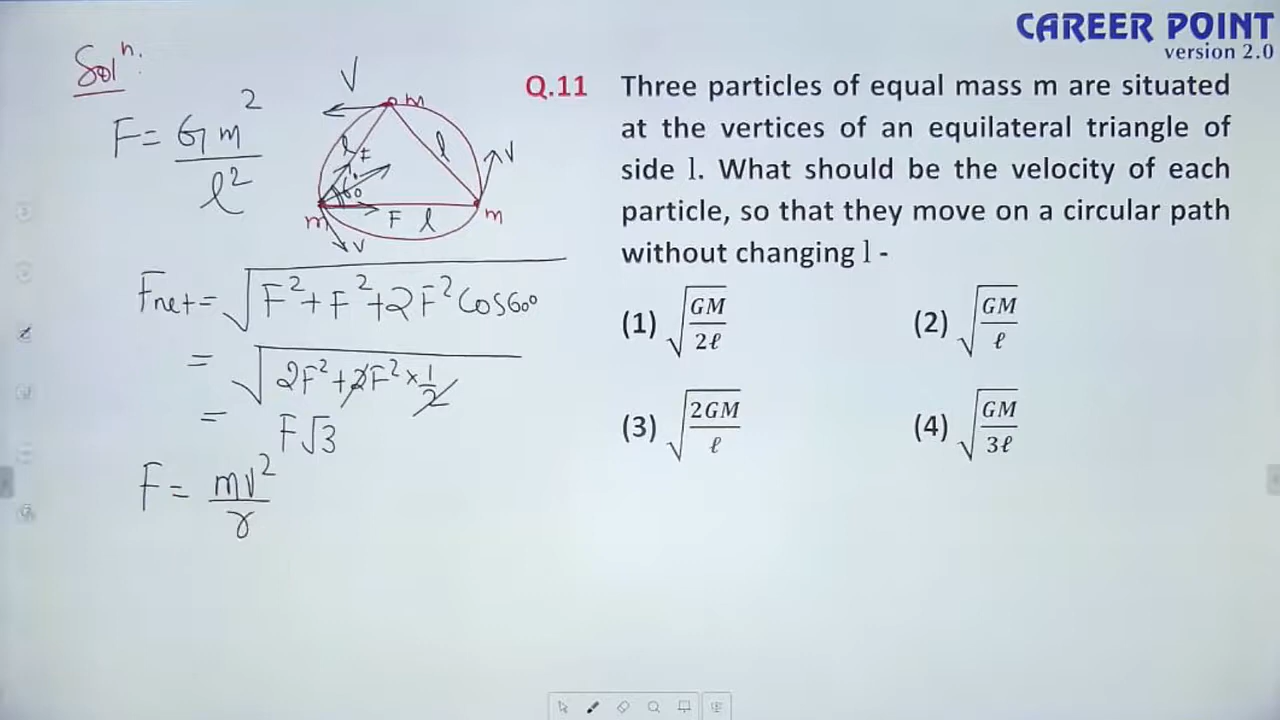 CAREER POINT
version 2.0
Solⁿ:
F = Gm² / l²
V
m
l
l
F
60°
V
m
F
l
m
V
Fnet = √(F² + F² + 2F² Cos60°)
= √(2F² + 2F² × 1/2)
= F√3
F = mv² / r
Q.11 Three particles of equal mass m are situated
at the vertices of an equilateral triangle of
side l. What should be the velocity of each
particle, so that they move on a circular path
without changing l -
(1) √(GM/2ℓ) (2) √(GM/ℓ)
(3) √(2GM/ℓ) (4) √(GM/3ℓ)